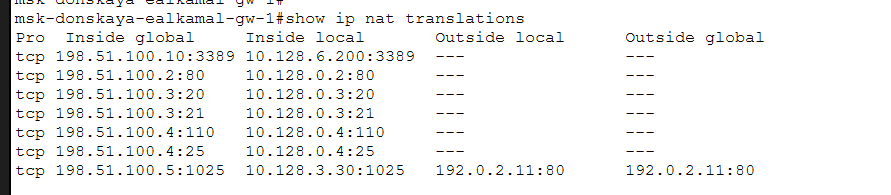 msk-donskaya-ealkamal-gw-1#
msk-donskaya-ealkamal-gw-1#show ip nat translations
Pro  Inside global     Inside local       Outside local      Outside global
tcp 198.51.100.10:3389 10.128.6.200:3389  ---                ---
tcp 198.51.100.2:80    10.128.0.2:80      ---                ---
tcp 198.51.100.3:20    10.128.0.3:20      ---                ---
tcp 198.51.100.3:21    10.128.0.3:21      ---                ---
tcp 198.51.100.4:110   10.128.0.4:110     ---                ---
tcp 198.51.100.4:25    10.128.0.4:25      ---                ---
tcp 198.51.100.5:1025  10.128.3.30:1025   192.0.2.11:80      192.0.2.11:80